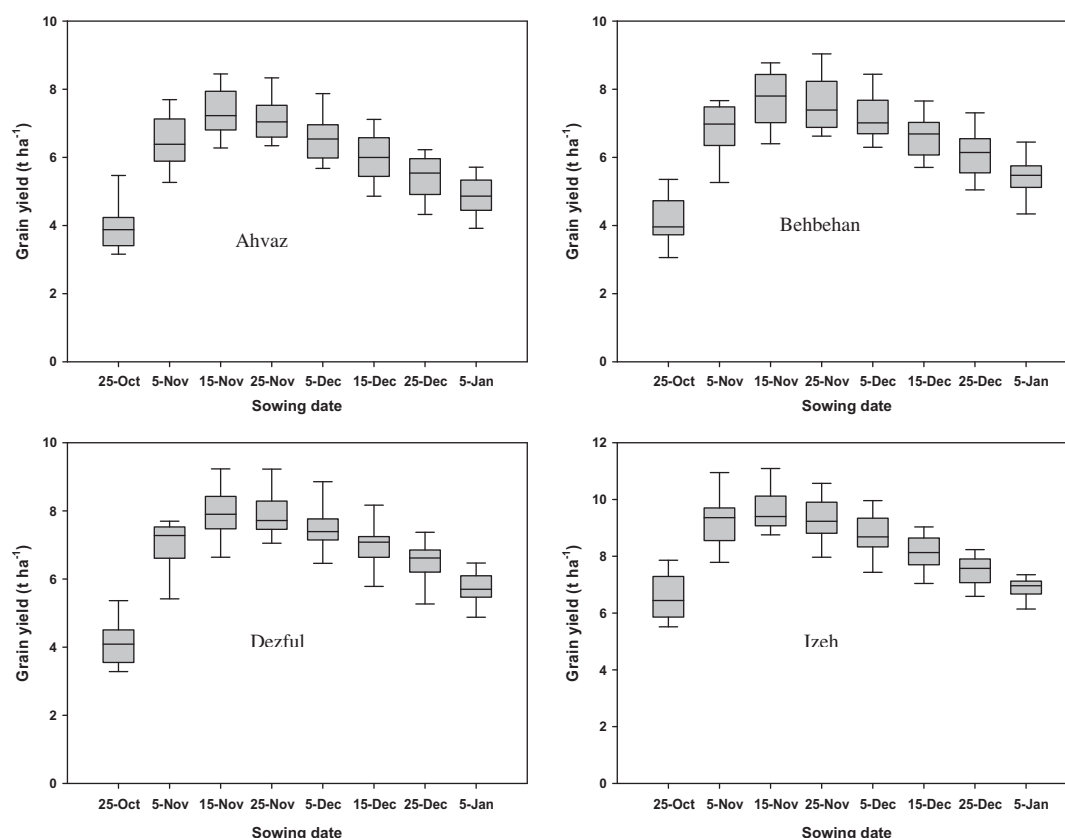 10
8
6
4
2
0
Grain yield (t ha⁻¹)
Ahvaz
25-Oct 5-Nov 15-Nov 25-Nov 5-Dec 15-Dec 25-Dec 5-Jan
Sowing date
10
8
6
4
2
0
Grain yield (t ha⁻¹)
Behbehan
25-Oct 5-Nov 15-Nov 25-Nov 5-Dec 15-Dec 25-Dec 5-Jan
Sowing date
10
8
6
4
2
0
Grain yield (t ha⁻¹)
Dezful
25-Oct 5-Nov 15-Nov 25-Nov 5-Dec 15-Dec 25-Dec 5-Jan
Sowing date
12
10
8
6
4
2
0
Grain yield (t ha⁻¹)
Izeh
25-Oct 5-Nov 15-Nov 25-Nov 5-Dec 15-Dec 25-Dec 5-Jan
Sowing date